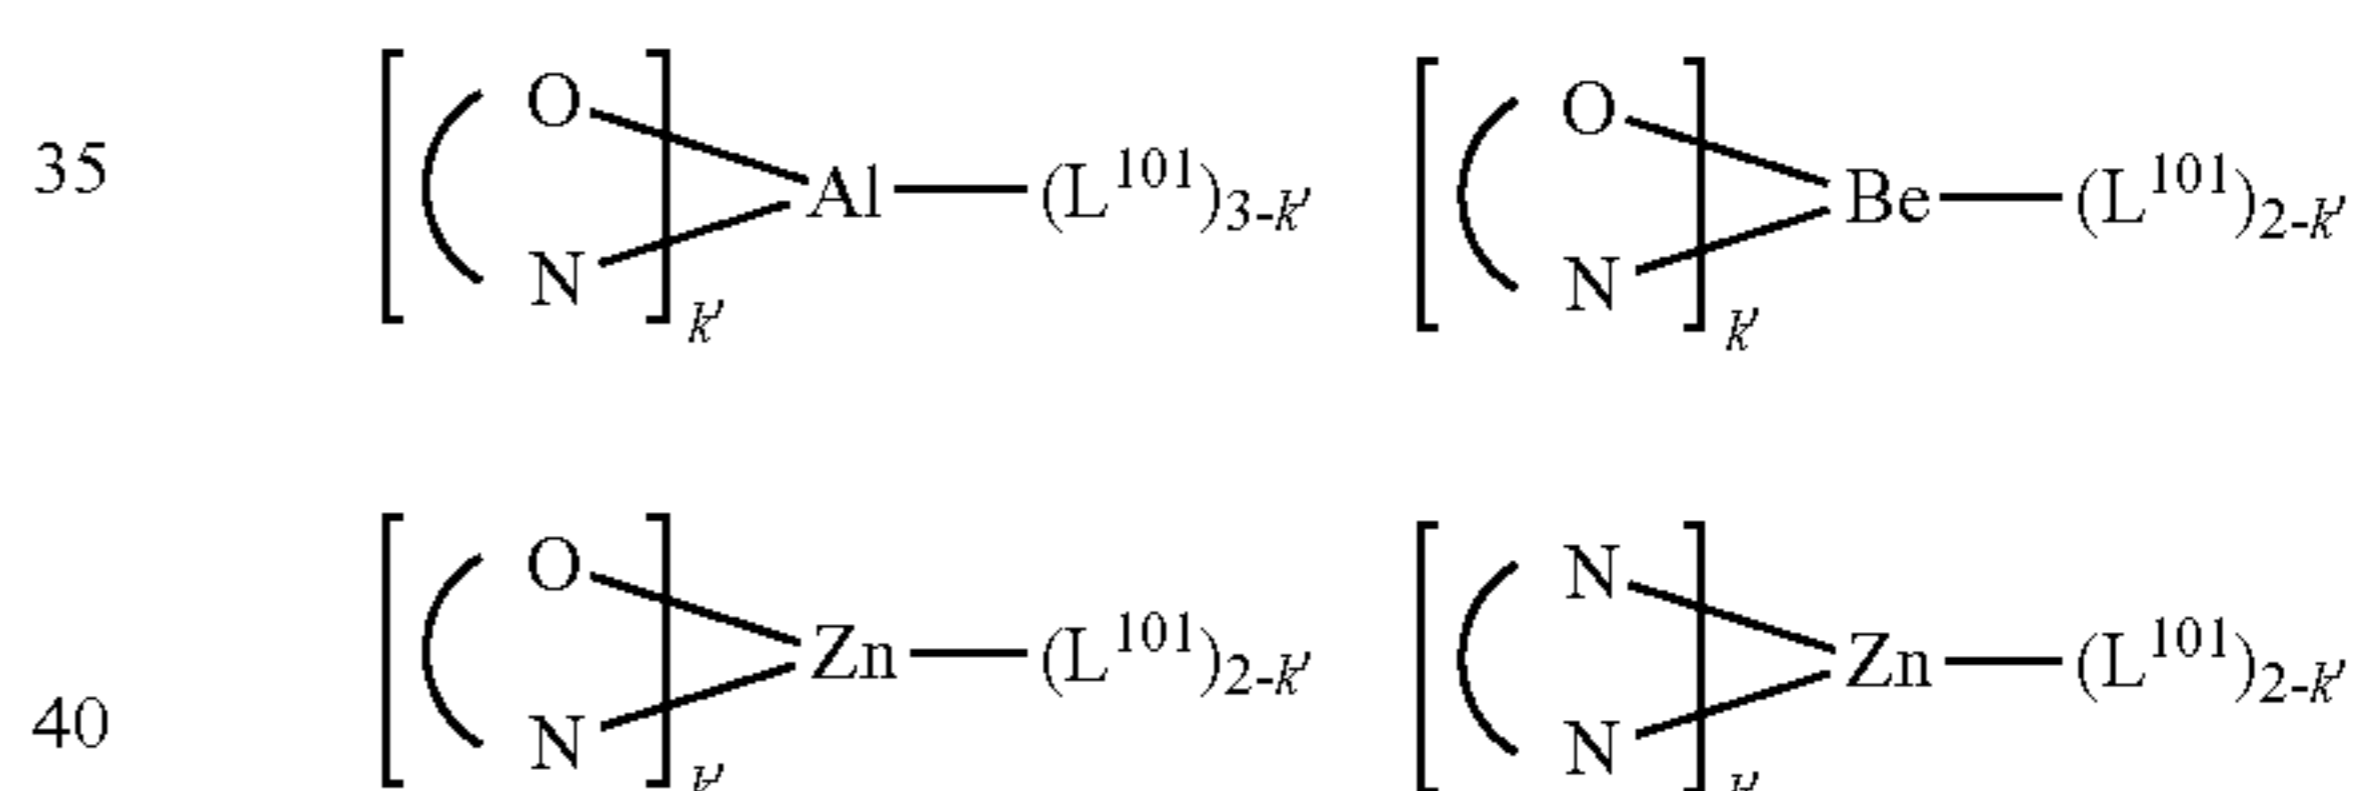 35
O O
Al (L¹⁰¹)₃₋ₖ′ Be (L¹⁰¹)₂₋ₖ′
N N
k′ k′
40
O N
Zn (L¹⁰¹)₂₋ₖ′ Zn (L¹⁰¹)₂₋ₖ′
N N
k′ k′